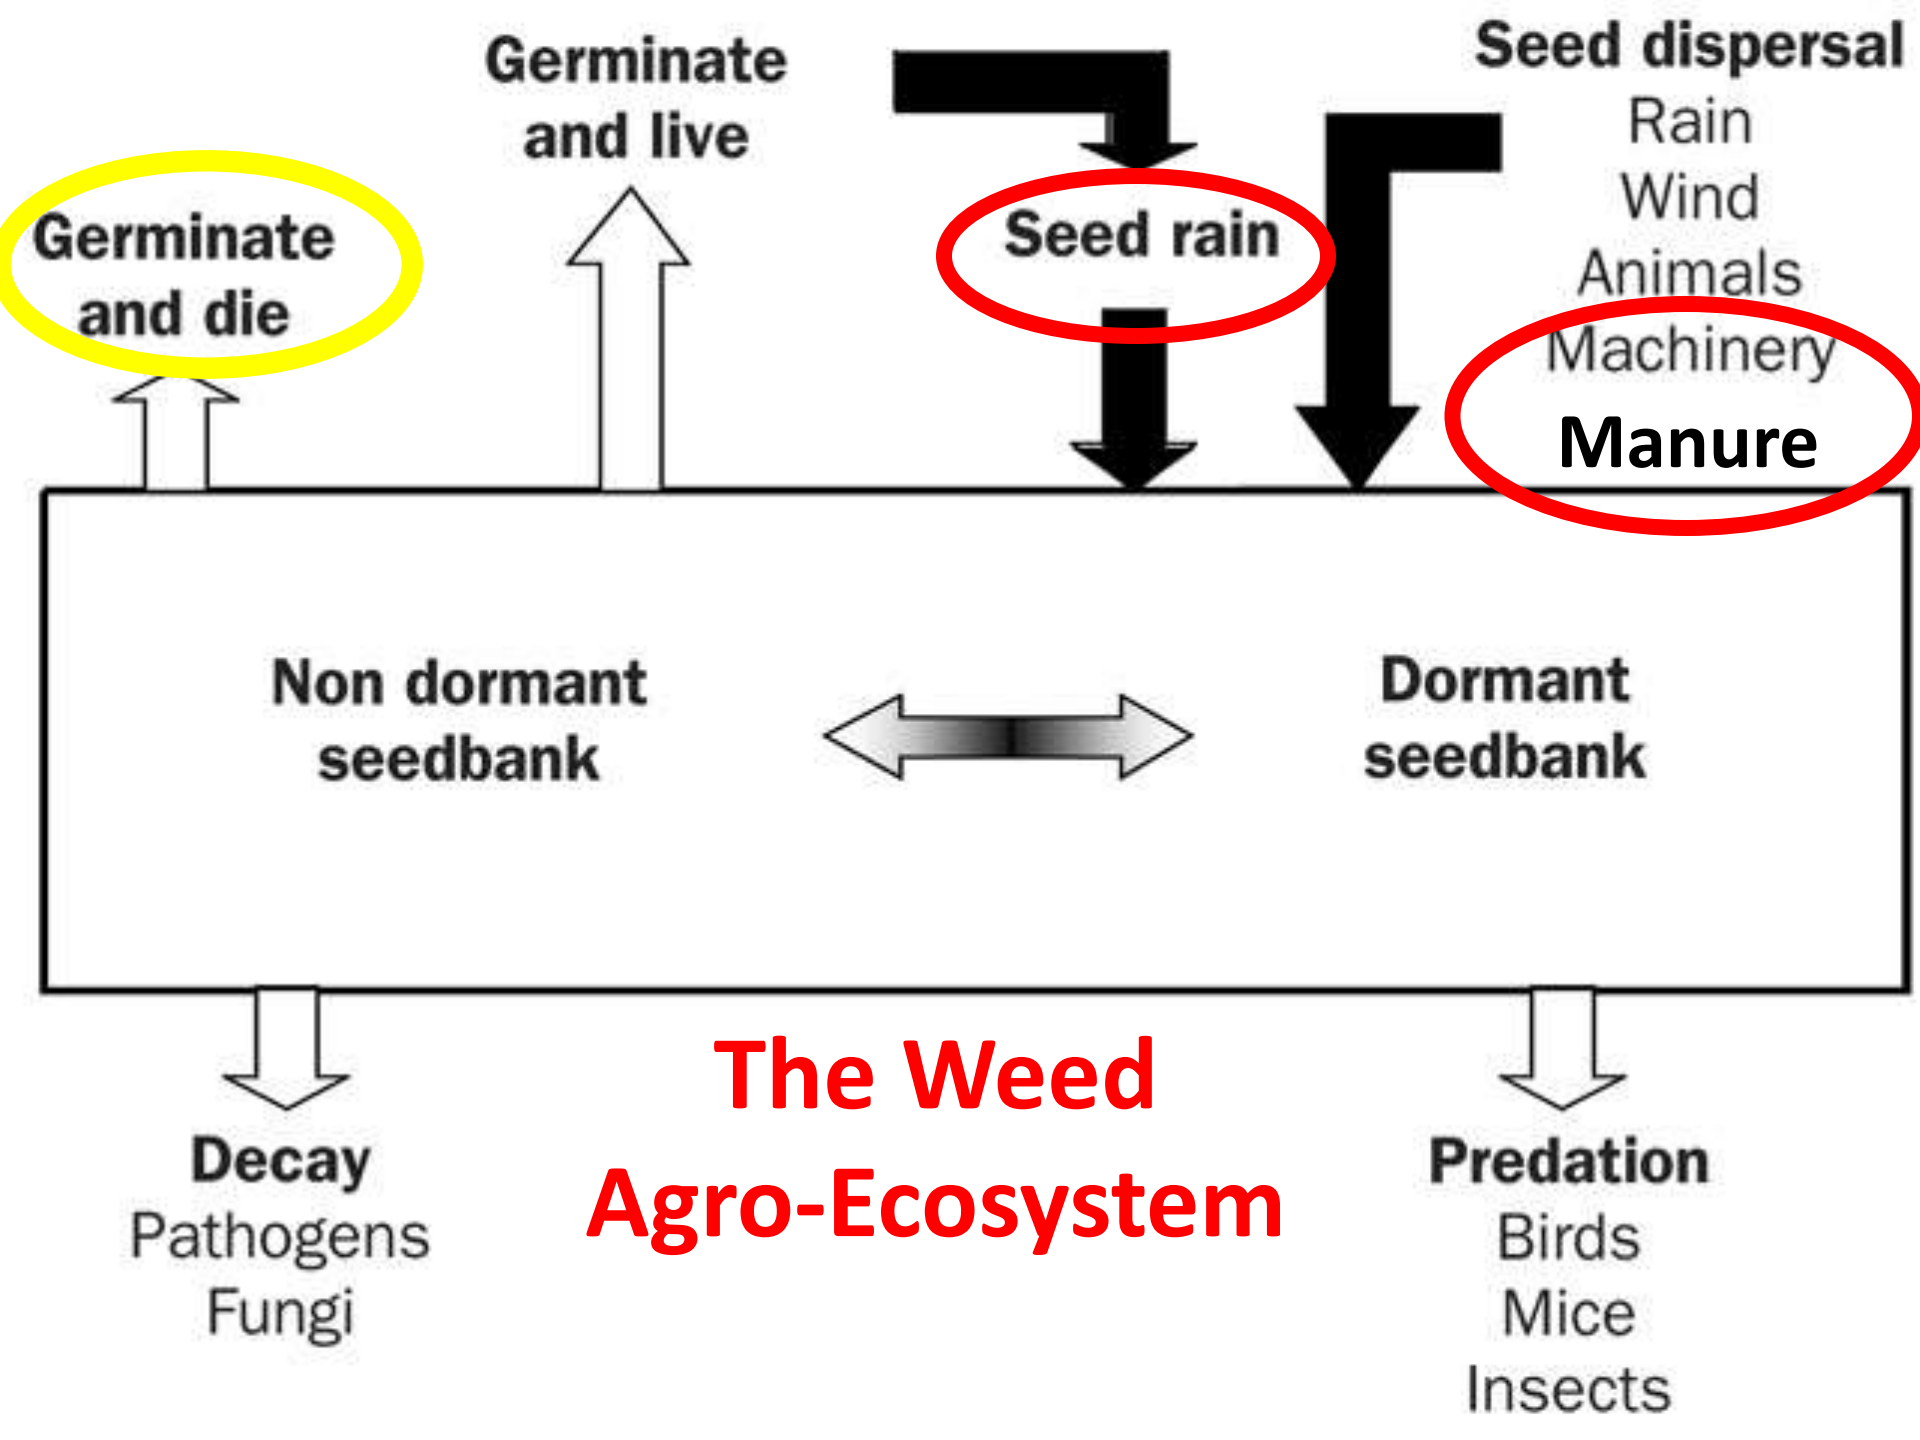 Germinate
and die
Germinate
and live
Seed rain
Seed dispersal
Rain
Wind
Animals
Machinery
Manure
Non dormant
seedbank
Dormant
seedbank
Decay
Pathogens
Fungi
The Weed
Agro-Ecosystem
Predation
Birds
Mice
Insects